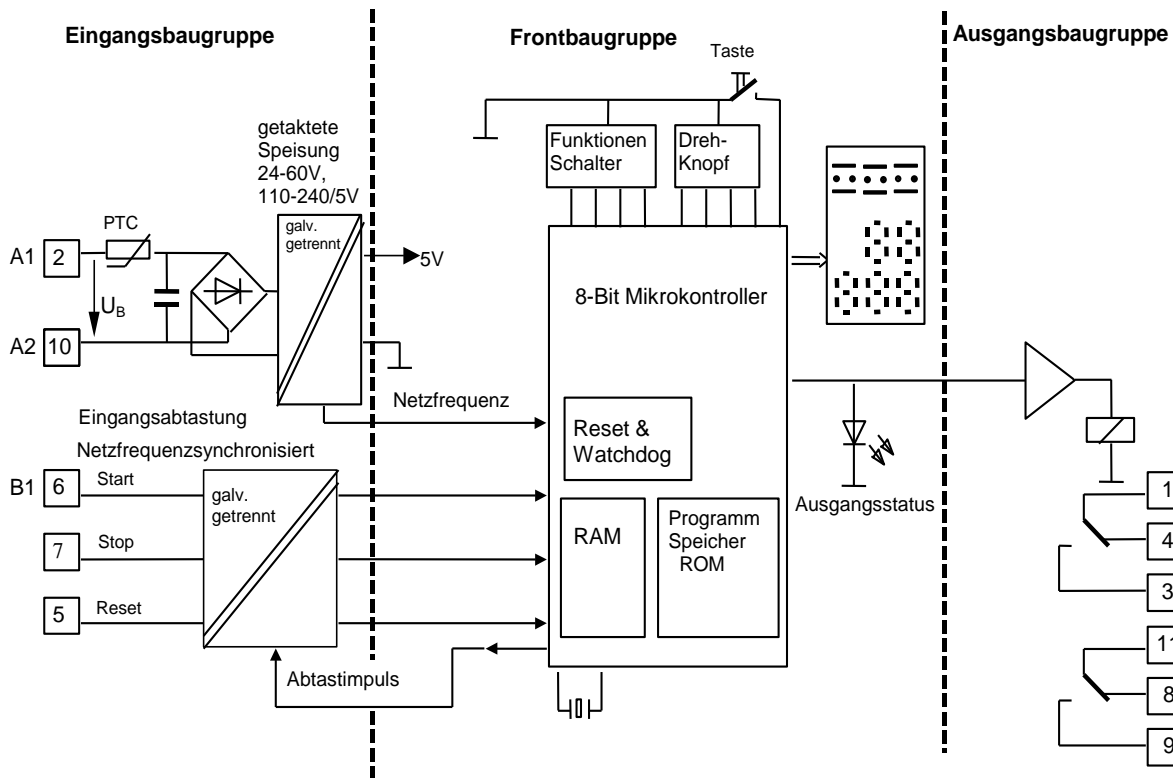 Eingangsbaugruppe
Frontbaugruppe
Ausgangsbaugruppe
Taste
getaktete
Speisung
24-60V,
110-240/5V
Funktionen
Schalter
Dreh-
Knopf
PTC
galv.
getrennt
A1 2
5V
UB
8-Bit Mikrokontroller
A2 10
Netzfrequenz
Eingangsabtastung
Netzfrequenzsynchronisiert
Reset &
Watchdog
B1 6 Start
galv.
getrennt
7 Stop
5 Reset
RAM
Programm
Speicher
ROM
Ausgangsstatus
1
4
3
11
8
9
Abtastimpuls